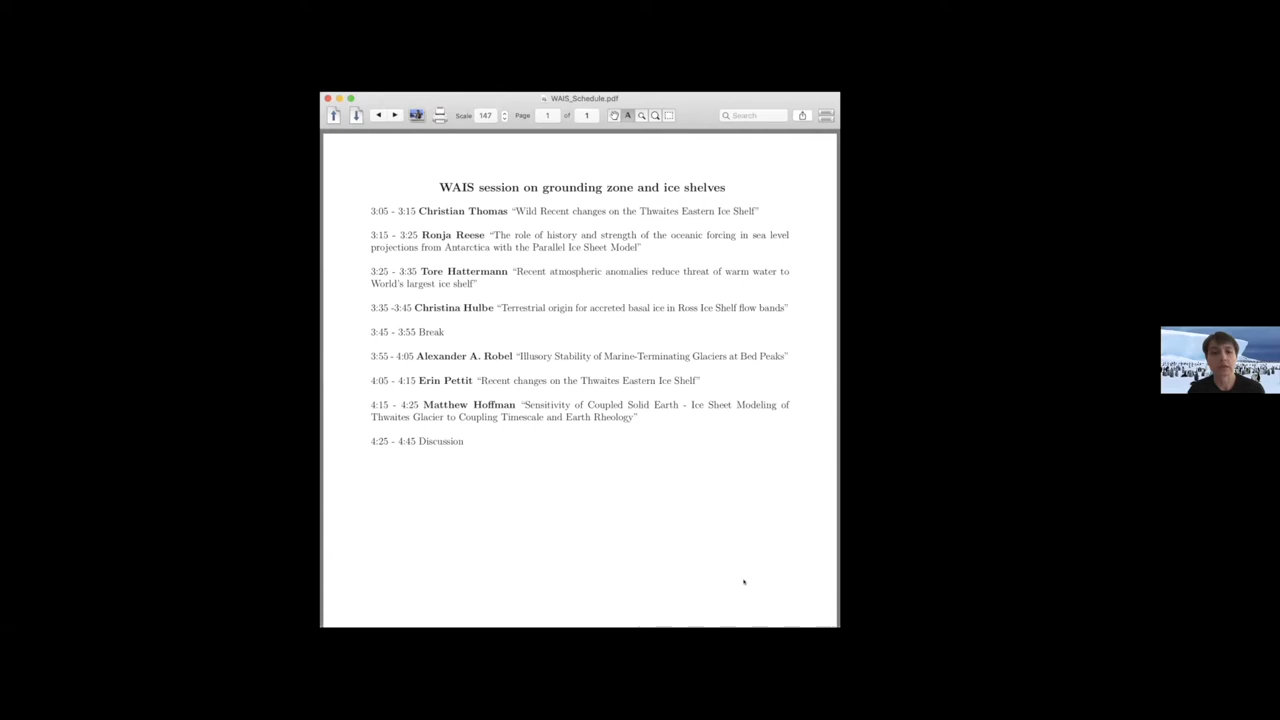 WAIS_Schedule.pdf
Scale 147 Page 1 of 1 A Search
WAIS session on grounding zone and ice shelves
3:05 - 3:15 Christian Thomas “Wild Recent changes on the Thwaites Eastern Ice Shelf”
3:15 - 3:25 Ronja Reese “The role of history and strength of the oceanic forcing in sea level
projections from Antarctica with the Parallel Ice Sheet Model”
3:25 - 3:35 Tore Hattermann “Recent atmospheric anomalies reduce threat of warm water to
World’s largest ice shelf”
3:35 -3:45 Christina Hulbe “Terrestrial origin for accreted basal ice in Ross Ice Shelf flow bands”
3:45 - 3:55 Break
3:55 - 4:05 Alexander A. Robel “Illusory Stability of Marine-Terminating Glaciers at Bed Peaks”
4:05 - 4:15 Erin Pettit “Recent changes on the Thwaites Eastern Ice Shelf”
4:15 - 4:25 Matthew Hoffman “Sensitivity of Coupled Solid Earth - Ice Sheet Modeling of
Thwaites Glacier to Coupling Timescale and Earth Rheology”
4:25 - 4:45 Discussion